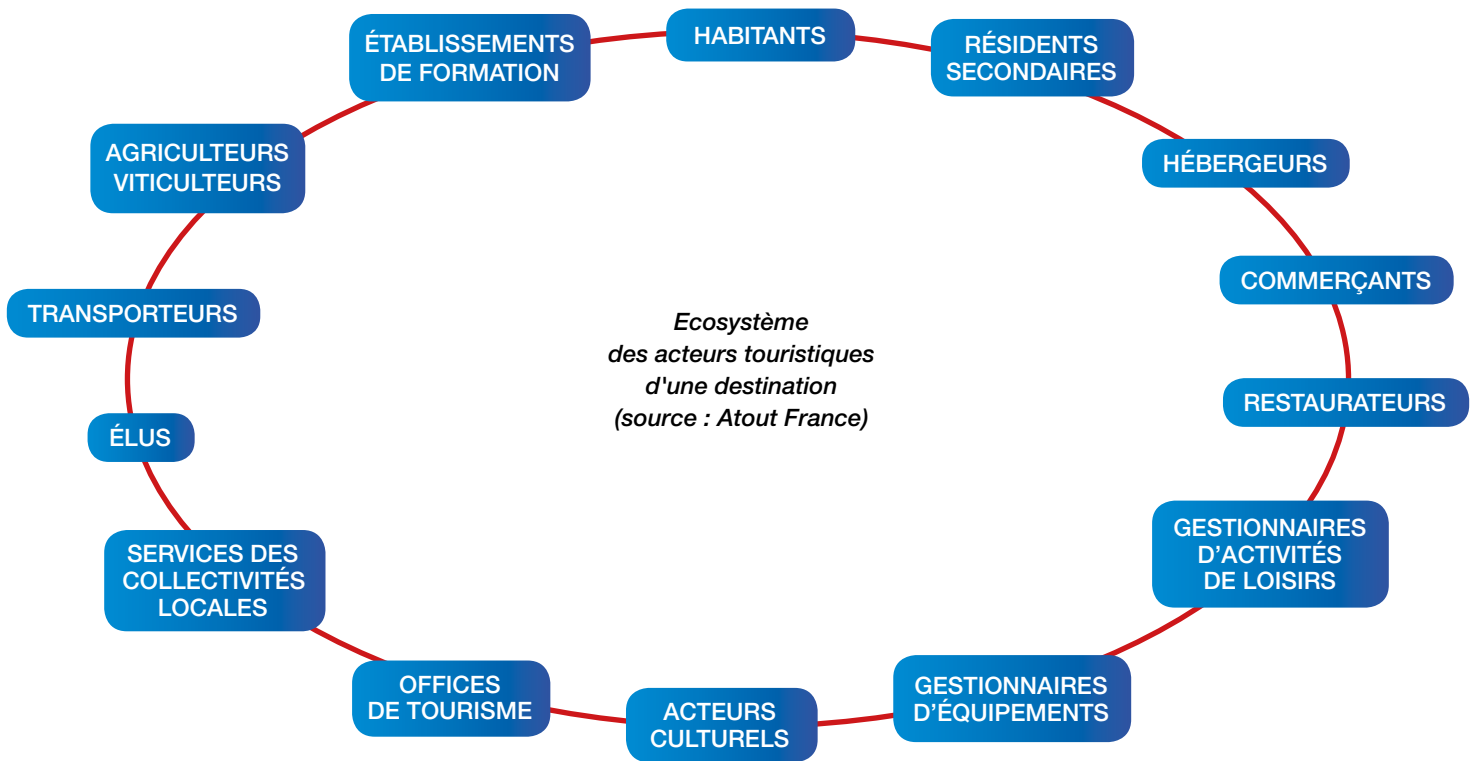 HABITANTS
RÉSIDENTS
SECONDAIRES
HÉBERGEURS
COMMERÇANTS
RESTAURATEURS
GESTIONNAIRES
D’ACTIVITÉS
DE LOISIRS
GESTIONNAIRES
D’ÉQUIPEMENTS
ACTEURS
CULTURELS
OFFICES
DE TOURISME
SERVICES DES
COLLECTIVITÉS
LOCALES
ÉLUS
TRANSPORTEURS
AGRICULTEURS
VITICULTEURS
ÉTABLISSEMENTS
DE FORMATION
Ecosystème
des acteurs touristiques
d'une destination
(source : Atout France)